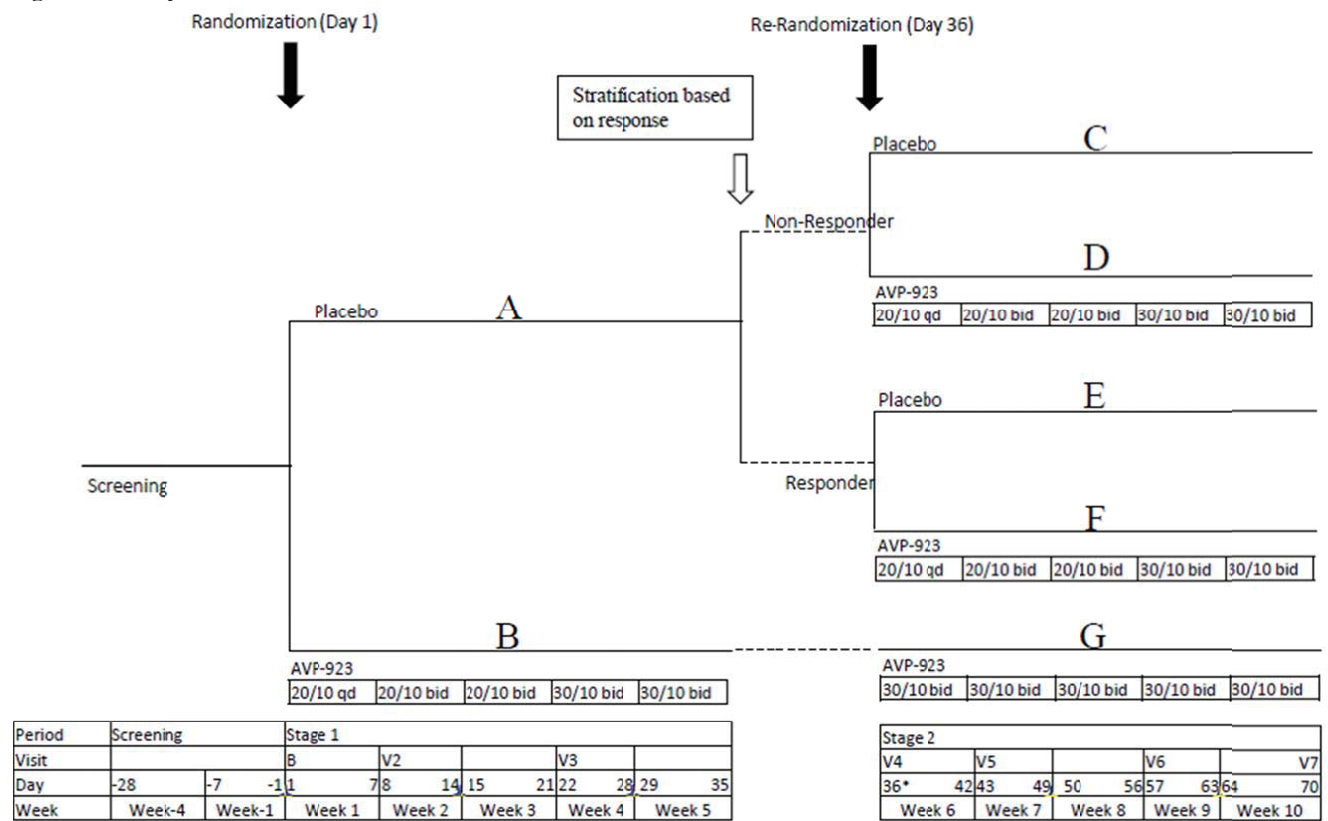 Randomization (Day 1)
Re-Randomization (Day 36)
Stratification based
on response
Placebo
C
Non-Responder
D
AVP-923
20/10 qd 20/10 bid 20/10 bid 30/10 bid 30/10 bid
Placebo
A
Placebo
E
Screening
Responder
F
AVP-923
20/10 qd 20/10 bid 20/10 bid 30/10 bid 30/10 bid
B
G
AVP-923
20/10 qd 20/10 bid 20/10 bid 30/10 bid 30/10 bid
AVP-923
30/10 bid 30/10 bid 30/10 bid 30/10 bid 30/10 bid
Period Screening Stage 1
Visit B V2 V3
Day -28 -7 -1 1 7 8 14 15 21 22 28 29 35
Week Week-4 Week-1 Week 1 Week 2 Week 3 Week 4 Week 5
Stage 2
V4 V5 V6 V7
36* 42 43 49 50 56 57 63 64 70
Week 6 Week 7 Week 8 Week 9 Week 10